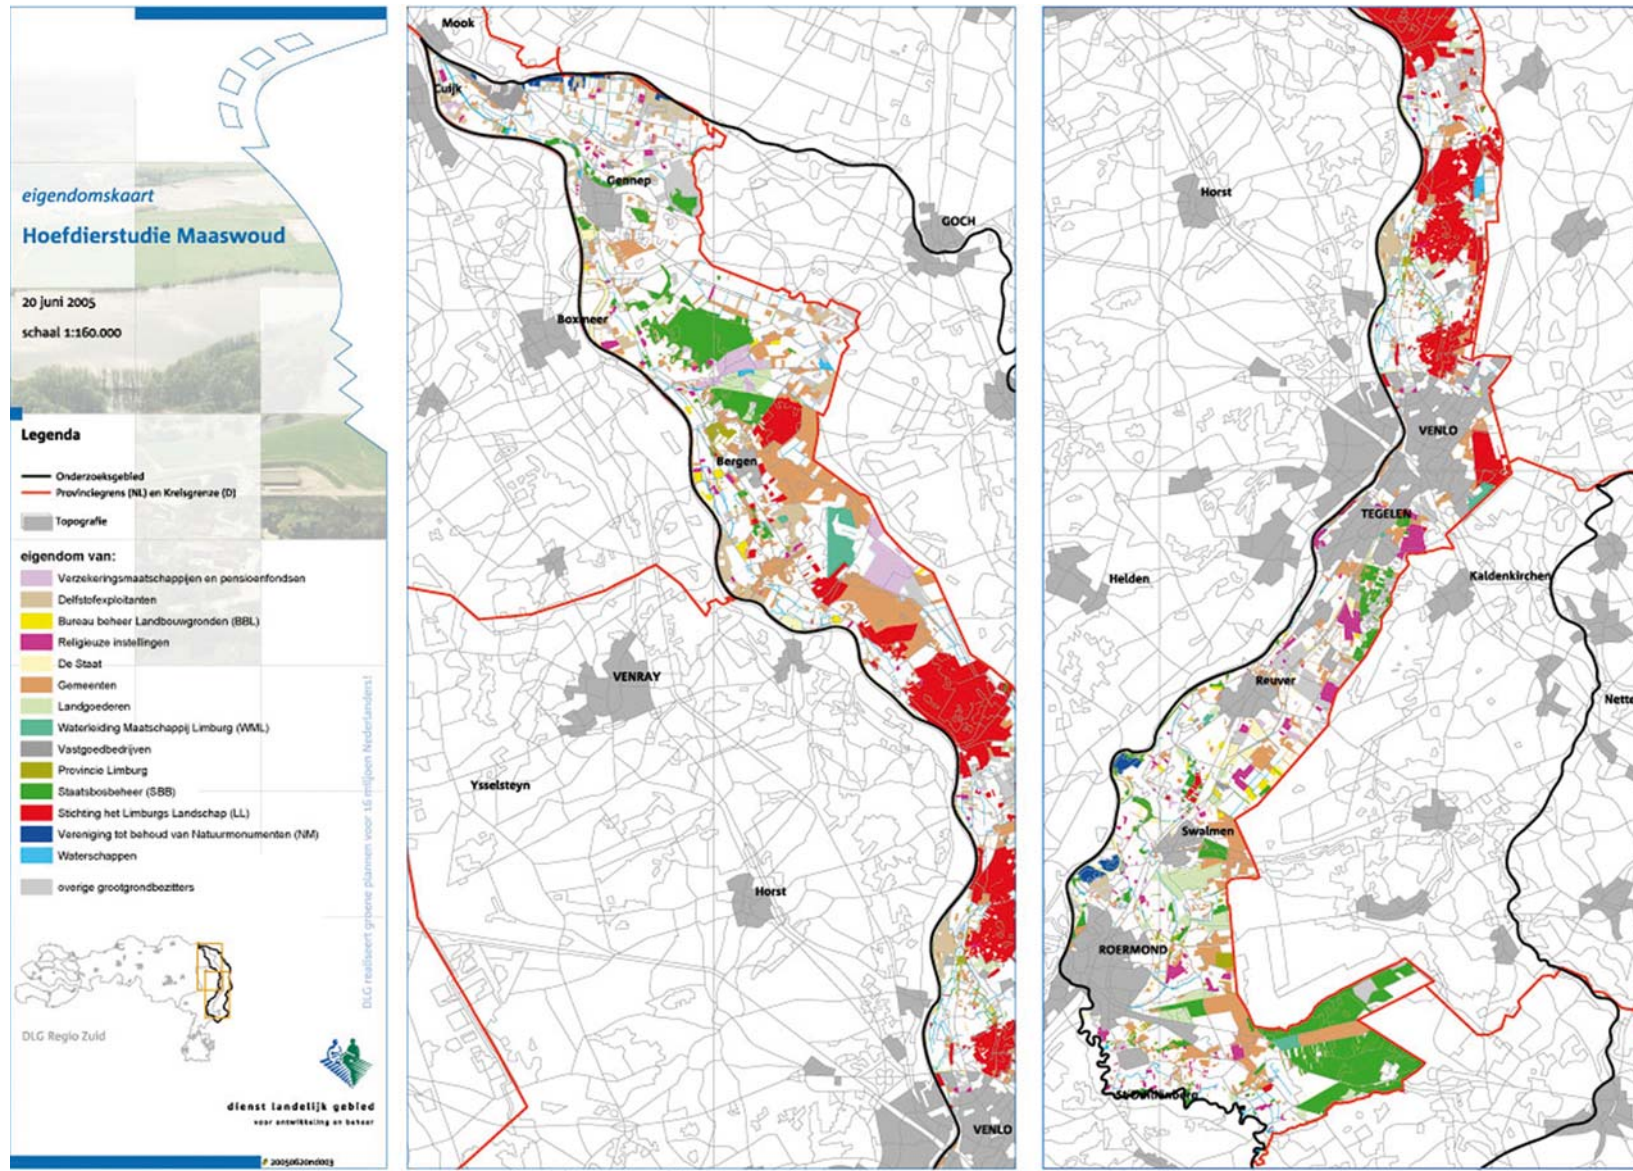 eigendomskaart
Hoefdierstudie Maaswoud
20 juni 2005
schaal 1:160.000
Legenda
Onderzoeksgebied
Provinciegrens (NL) en Kreisgrenze (D)
Topografie
eigendom van:
Verzekeringsmaatschappijen en pensioenfondsen
Delfstofexploitanten
Bureau beheer Landbouwgronden (BBL)
Religieuze instellingen
De Staat
Gemeenten
Landgoederen
Waterleiding Maatschappij Limburg (WML)
Vastgoedbedrijven
Provincie Limburg
Staatsbosbeheer (SBB)
Stichting het Limburgs Landschap (LL)
Vereniging tot behoud van Natuurmonumenten (NM)
Waterschappen
overige grootgrondbezitters
DLG realiseert groene plannen voor 16 miljoen Nederlanders!
DLG Regio Zuid
dienst landelijk gebied
voor ontwikkeling en beheer
# 20050620nd003
Mook
Cuijk
Gennep
GOCH
Boxmeer
Bergen
VENRAY
Ysselsteyn
Horst
VENLO
Horst
VENLO
TEGELEN
Helden
Kaldenkirchen
Reuver
Nette
Swalmen
ROERMOND